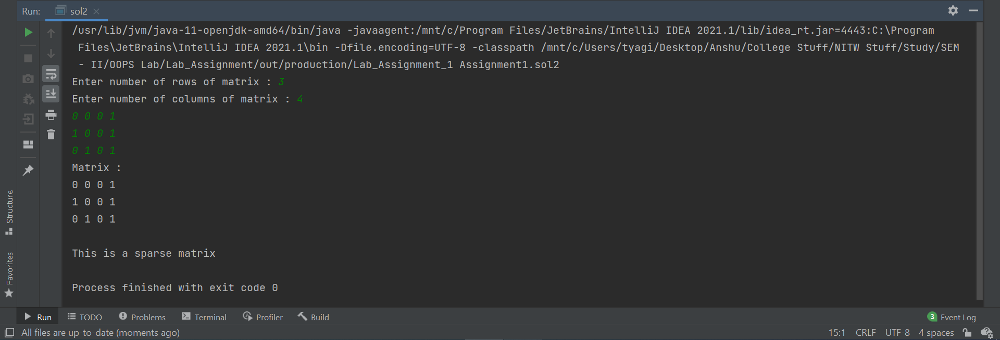 Run: sol2
/usr/lib/jvm/java-11-openjdk-amd64/bin/java -javaagent:/mnt/c/Program Files/JetBrains/IntelliJ IDEA 2021.1/lib/idea_rt.jar=4443:C:\Program
Files\JetBrains\IntelliJ IDEA 2021.1\bin -Dfile.encoding=UTF-8 -classpath /mnt/c/Users/tyagi/Desktop/Anshu/College Stuff/NITW Stuff/Study/SEM
- II/OOPS Lab/Lab_Assignment/out/production/Lab_Assignment_1 Assignment1.sol2
Enter number of rows of matrix : 3
Enter number of columns of matrix : 4
0 0 0 1
1 0 0 1
0 1 0 1
Matrix :
0 0 0 1
1 0 0 1
0 1 0 1
This is a sparse matrix
Process finished with exit code 0
Structure
Favorites
Run TODO Problems Terminal Profiler Build 3 Event Log
All files are up-to-date (moments ago) 15:1 CRLF UTF-8 4 spaces